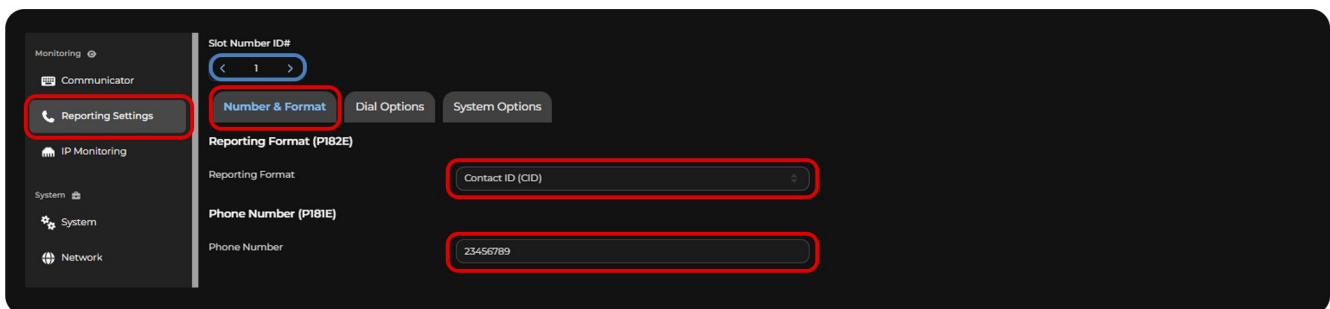 Monitoring
Communicator
Reporting Settings
IP Monitoring
System
System
Network
Slot Number ID#
< 1 >
Number & Format
Dial Options
System Options
Reporting Format (P182E)
Reporting Format
Contact ID (CID)
Phone Number (P181E)
Phone Number
23456789